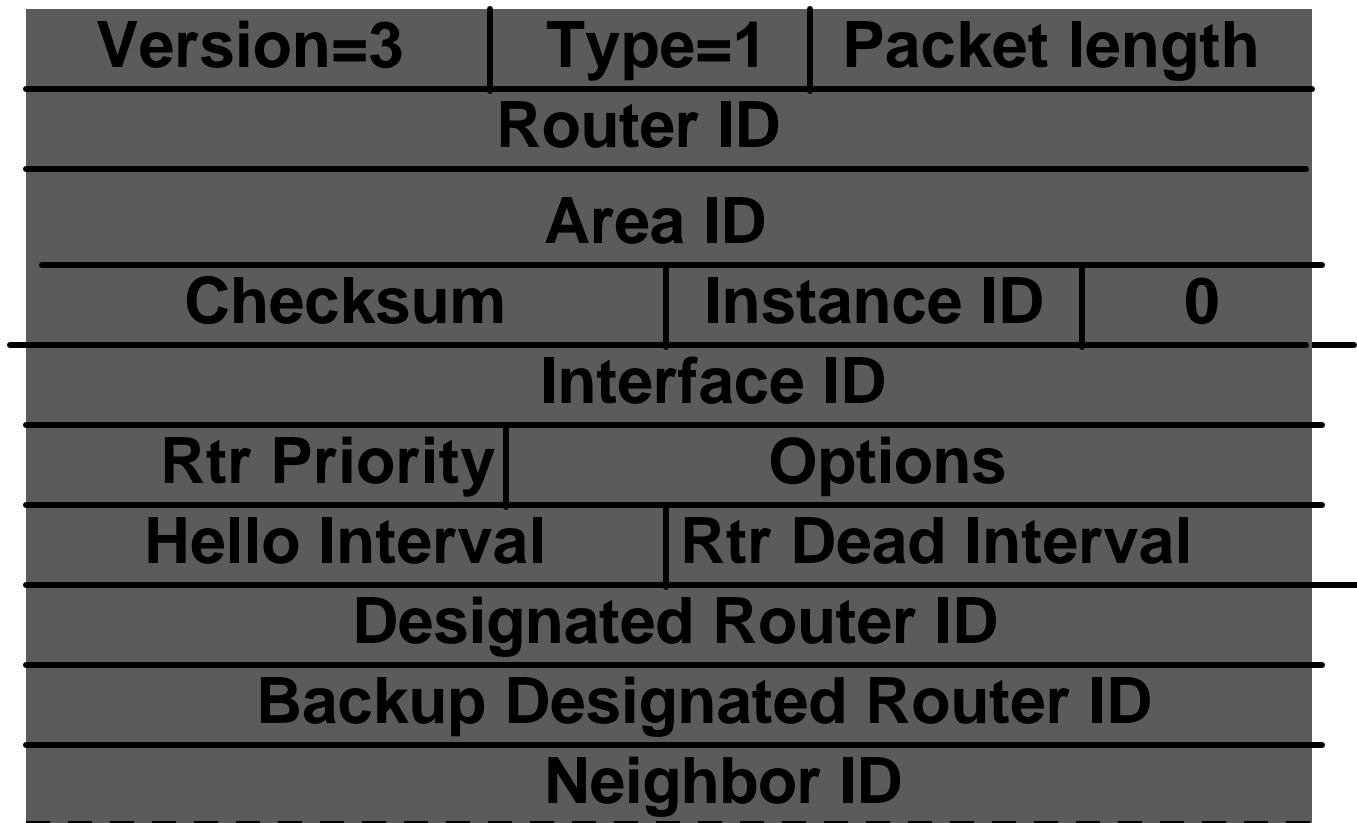 Version=3 Type=1 Packet length
Router ID
Area ID
Checksum Instance ID 0
Interface ID
Rtr Priority Options
Hello Interval Rtr Dead Interval
Designated Router ID
Backup Designated Router ID
Neighbor ID